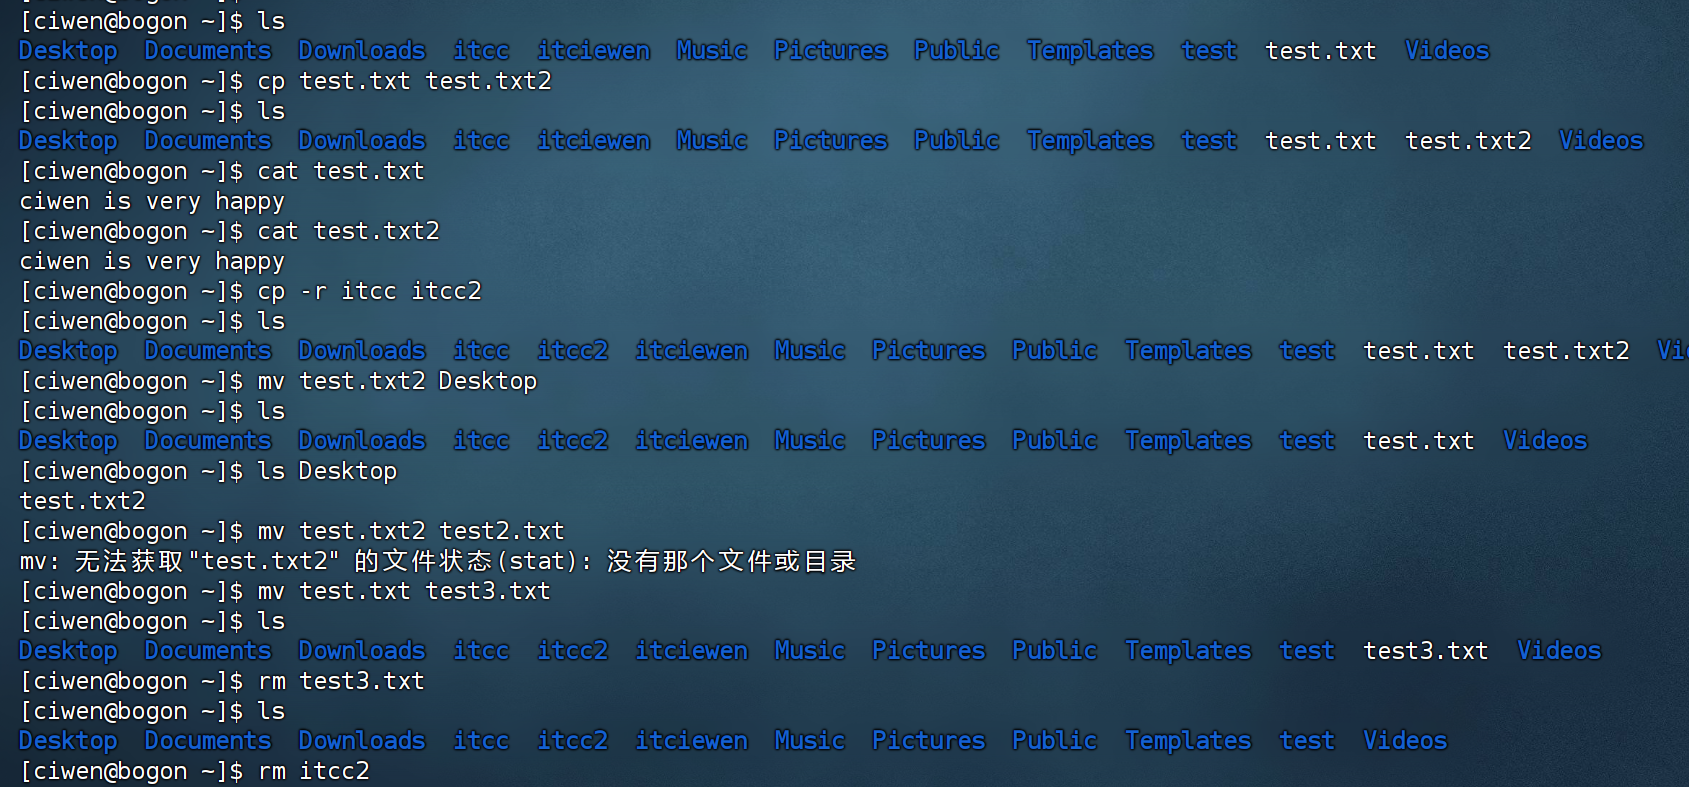 [ciwen@bogon ~]$ ls
Desktop  Documents  Downloads  itcc  itciewen  Music  Pictures  Public  Templates  test  test.txt  Videos
[ciwen@bogon ~]$ cp test.txt test.txt2
[ciwen@bogon ~]$ ls
Desktop  Documents  Downloads  itcc  itciewen  Music  Pictures  Public  Templates  test  test.txt  test.txt2  Videos
[ciwen@bogon ~]$ cat test.txt
ciwen is very happy
[ciwen@bogon ~]$ cat test.txt2
ciwen is very happy
[ciwen@bogon ~]$ cp -r itcc itcc2
[ciwen@bogon ~]$ ls
Desktop  Documents  Downloads  itcc  itcc2  itciewen  Music  Pictures  Public  Templates  test  test.txt  test.txt2  Vi
[ciwen@bogon ~]$ mv test.txt2 Desktop
[ciwen@bogon ~]$ ls
Desktop  Documents  Downloads  itcc  itcc2  itciewen  Music  Pictures  Public  Templates  test  test.txt  Videos
[ciwen@bogon ~]$ ls Desktop
test.txt2
[ciwen@bogon ~]$ mv test.txt2 test2.txt
mv: 无法获取"test.txt2" 的文件状态(stat): 没有那个文件或目录
[ciwen@bogon ~]$ mv test.txt test3.txt
[ciwen@bogon ~]$ ls
Desktop  Documents  Downloads  itcc  itcc2  itciewen  Music  Pictures  Public  Templates  test  test3.txt  Videos
[ciwen@bogon ~]$ rm test3.txt
[ciwen@bogon ~]$ ls
Desktop  Documents  Downloads  itcc  itcc2  itciewen  Music  Pictures  Public  Templates  test  Videos
[ciwen@bogon ~]$ rm itcc2